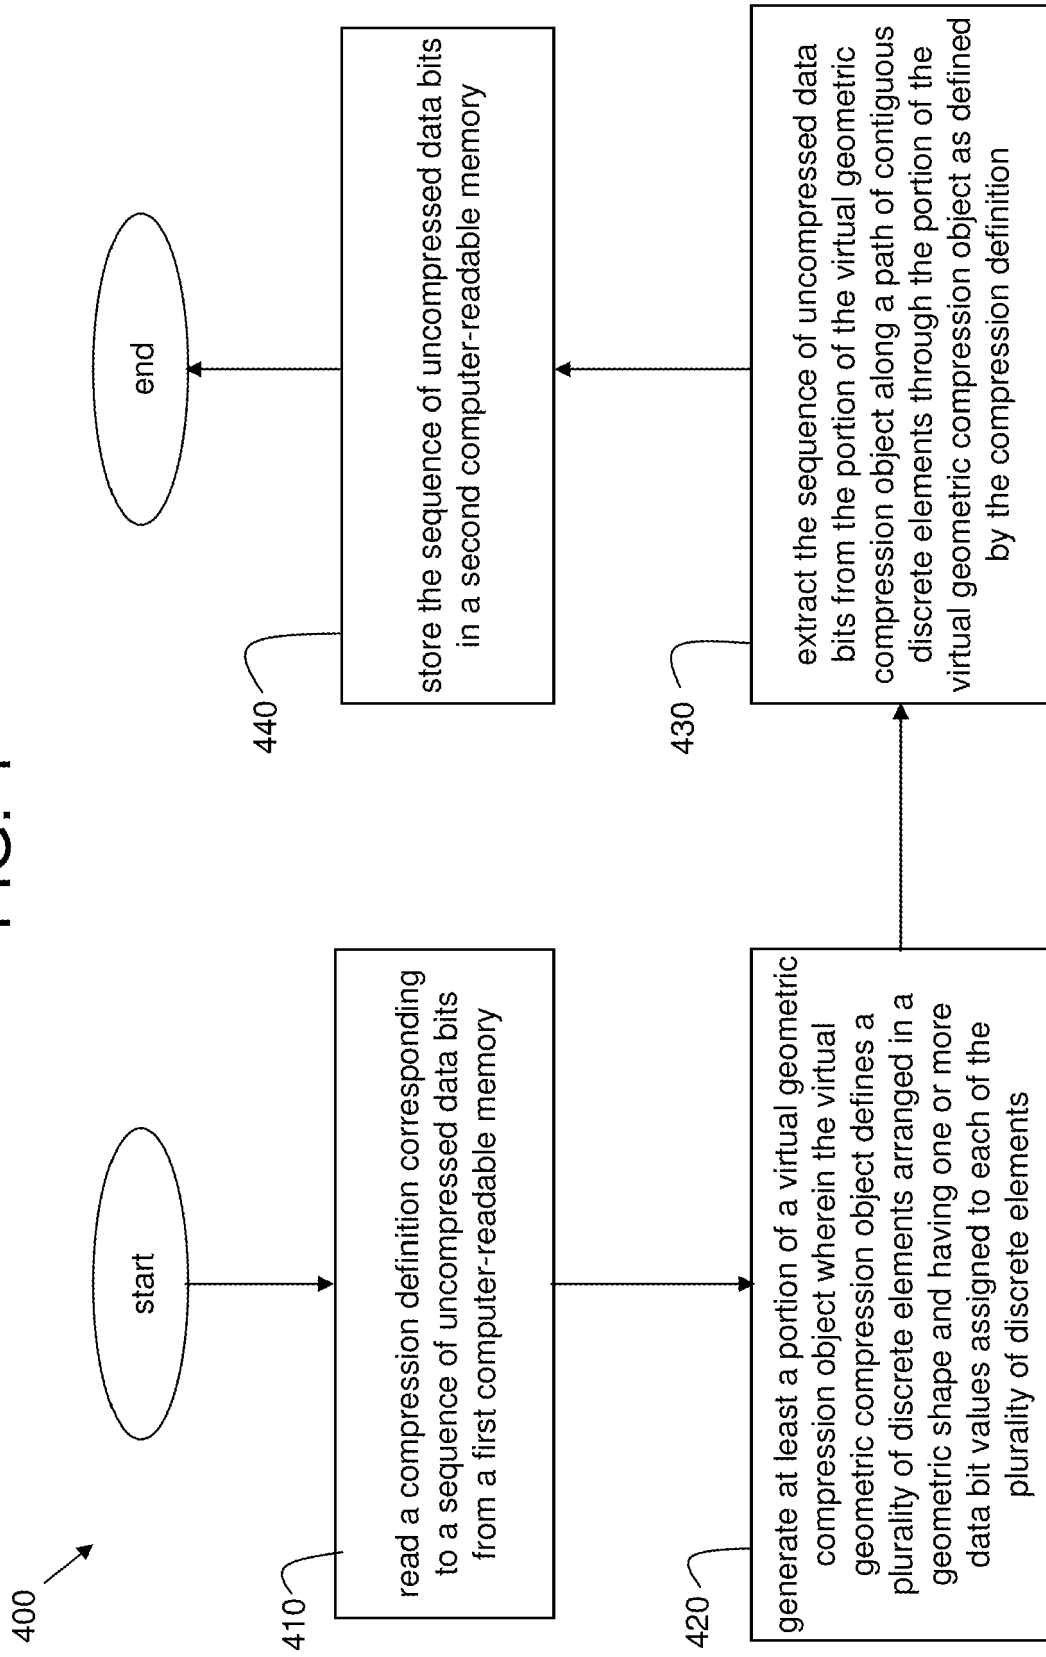 400
start
410
read a compression definition corresponding
to a sequence of uncompressed data bits
from a first computer-readable memory
420
generate at least a portion of a virtual geometric
compression object wherein the virtual
geometric compression object defines a
plurality of discrete elements arranged in a
geometric shape and having one or more
data bit values assigned to each of the
plurality of discrete elements
430
extract the sequence of uncompressed data
bits from the portion of the virtual geometric
compression object along a path of contiguous
discrete elements through the portion of the
virtual geometric compression object as defined
by the compression definition
440
store the sequence of uncompressed data bits
in a second computer-readable memory
end